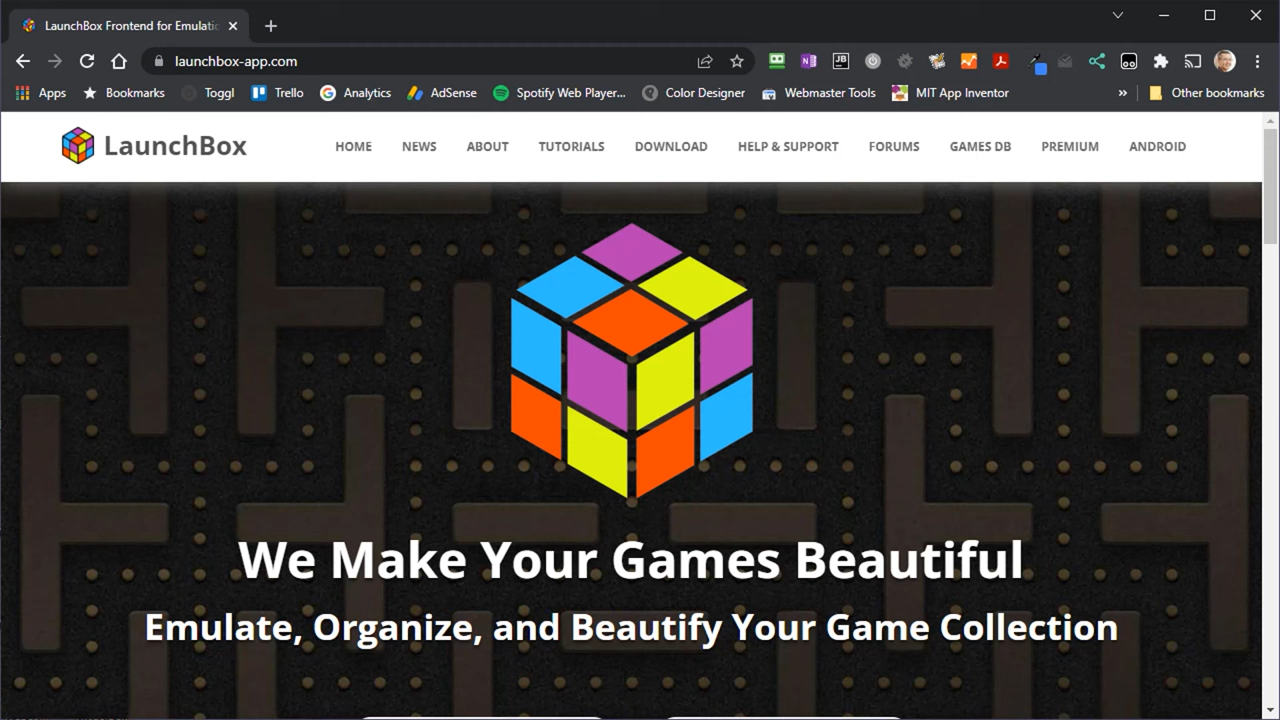 LaunchBox Frontend for Emulatic
launchbox-app.com
Apps Bookmarks Toggl Trello Analytics AdSense Spotify Web Player... Color Designer Webmaster Tools MIT App Inventor » Other bookmarks
LaunchBox HOME NEWS ABOUT TUTORIALS DOWNLOAD HELP & SUPPORT FORUMS GAMES DB PREMIUM ANDROID
We Make Your Games Beautiful
Emulate, Organize, and Beautify Your Game Collection